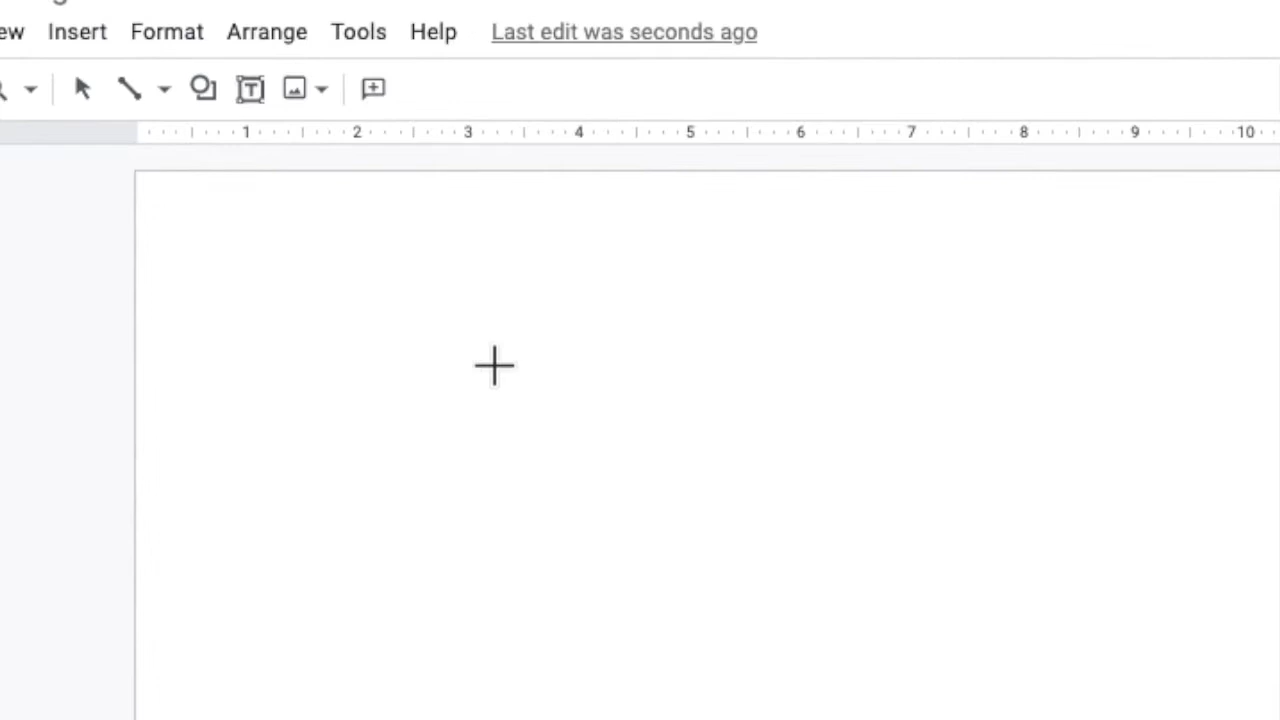 ew Insert Format Arrange Tools Help Last edit was seconds ago
1 2 3 4 5 6 7 8 9 10